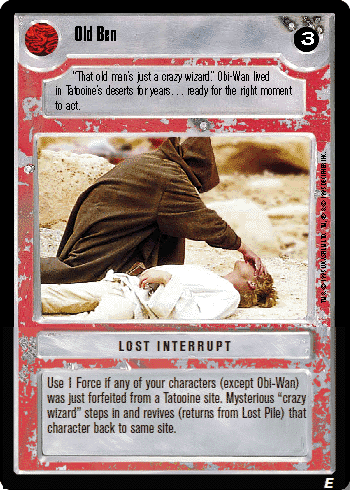 Old Ben
3
"That old man's just a crazy wizard." Obi-Wan lived
in Tatooine's deserts for years... ready for the right moment
to act.
LOST INTERRUPT
Use 1 Force if any of your characters (except Obi-Wan)
was just forfeited from a Tatooine site. Mysterious "crazy
wizard" steps in and revives (returns from Lost Pile) that
character back to same site.
E